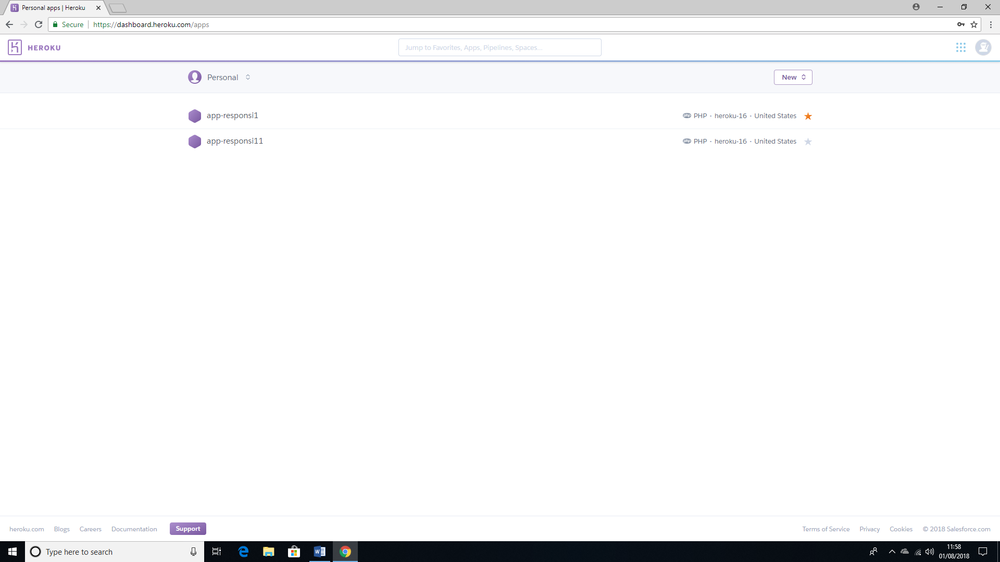 Personal apps | Heroku
Secure https://dashboard.heroku.com/apps
HEROKU
Jump to Favorites, Apps, Pipelines, Spaces...
Personal
New
app-responsi1
php PHP · heroku-16 · United States
app-responsi11
php PHP · heroku-16 · United States
heroku.com Blogs Careers Documentation Support
Terms of Service Privacy Cookies © 2018 Salesforce.com
Type here to search
11:58
01/08/2018